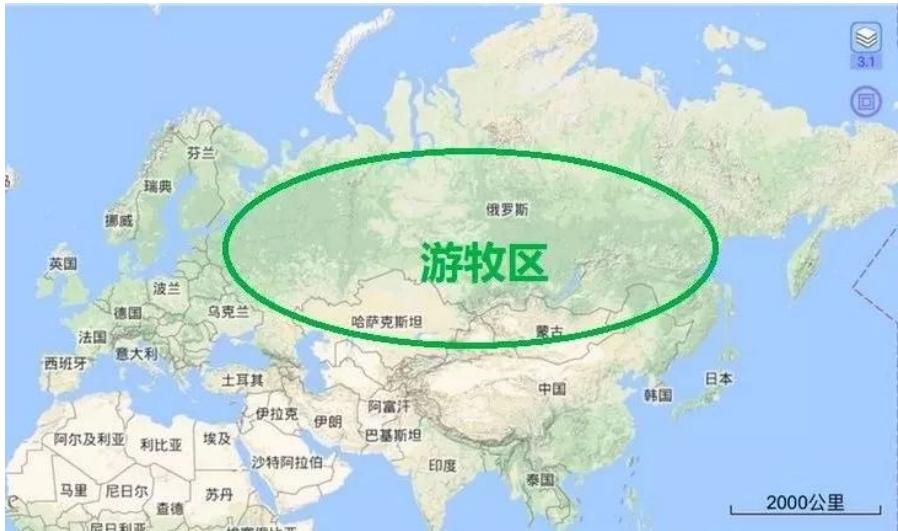 3.1
芬兰
瑞典
俄罗斯
挪威
游牧区
英国
波兰
德国
乌克兰
哈萨克斯坦
法国
蒙古
意大利
西班牙
土耳其
日本
中国
韩国
伊拉克
阿富汗
伊朗
阿尔及利亚
利比亚
埃及
巴基斯坦
沙特阿拉伯
印度
泰国
马里
尼日尔
苏丹
2000公里
查德
尼日利亚